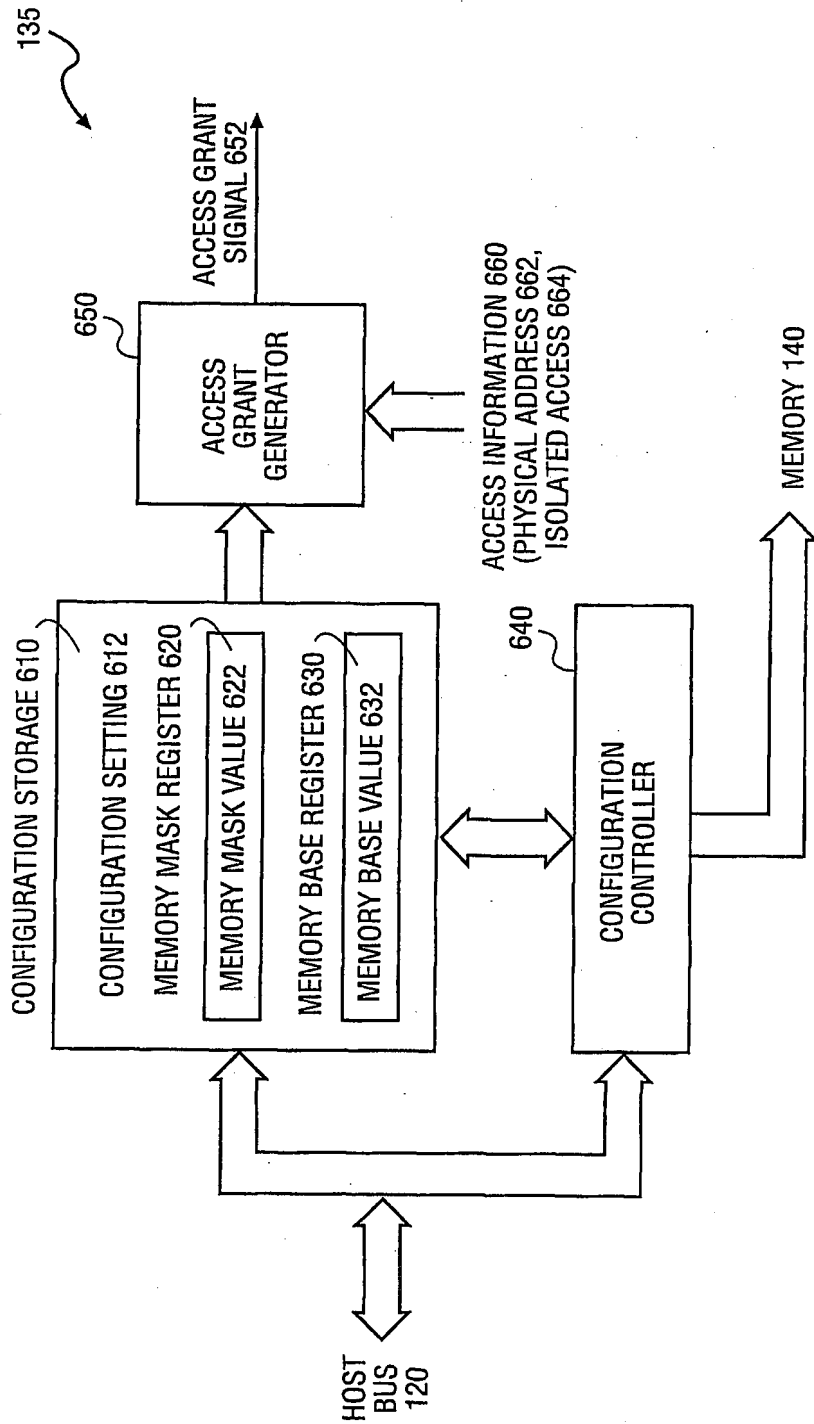 135
CONFIGURATION STORAGE 610
CONFIGURATION SETTING 612
MEMORY MASK REGISTER 620
MEMORY MASK VALUE 622
MEMORY BASE REGISTER 630
MEMORY BASE VALUE 632
650
ACCESS
GRANT
GENERATOR
ACCESS GRANT
SIGNAL 652
ACCESS INFORMATION 660
(PHYSICAL ADDRESS 662,
ISOLATED ACCESS 664)
HOST
BUS
120
640
CONFIGURATION
CONTROLLER
MEMORY 140